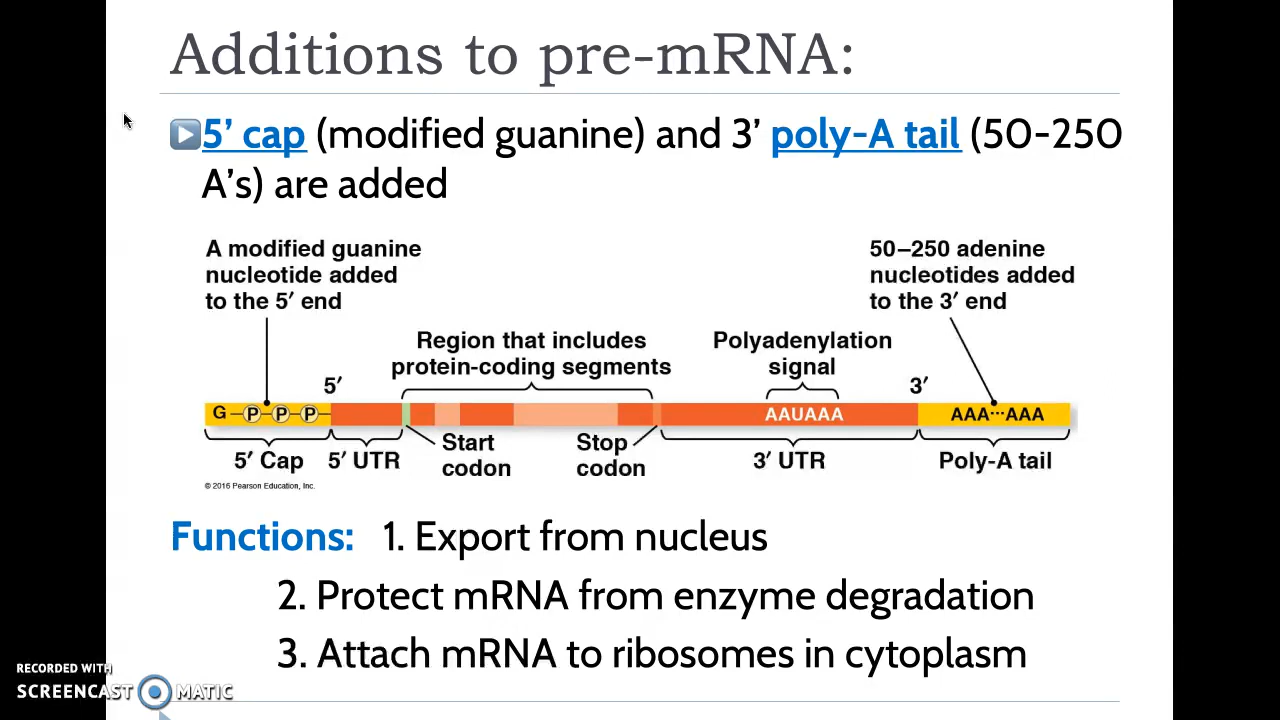 Additions to pre-mRNA:
5’ cap (modified guanine) and 3’ poly-A tail (50-250
A’s) are added
A modified guanine
nucleotide added
to the 5′ end
50–250 adenine
nucleotides added
to the 3′ end
Region that includes
protein-coding segments
Polyadenylation
signal
5′
3′
G P P P
AAUAAA
AAA···AAA
5′ Cap
5′ UTR
Start
codon
Stop
codon
3′ UTR
Poly-A tail
© 2016 Pearson Education, Inc.
Functions: 1. Export from nucleus
2. Protect mRNA from enzyme degradation
3. Attach mRNA to ribosomes in cytoplasm
RECORDED WITH
SCREENCAST MATIC